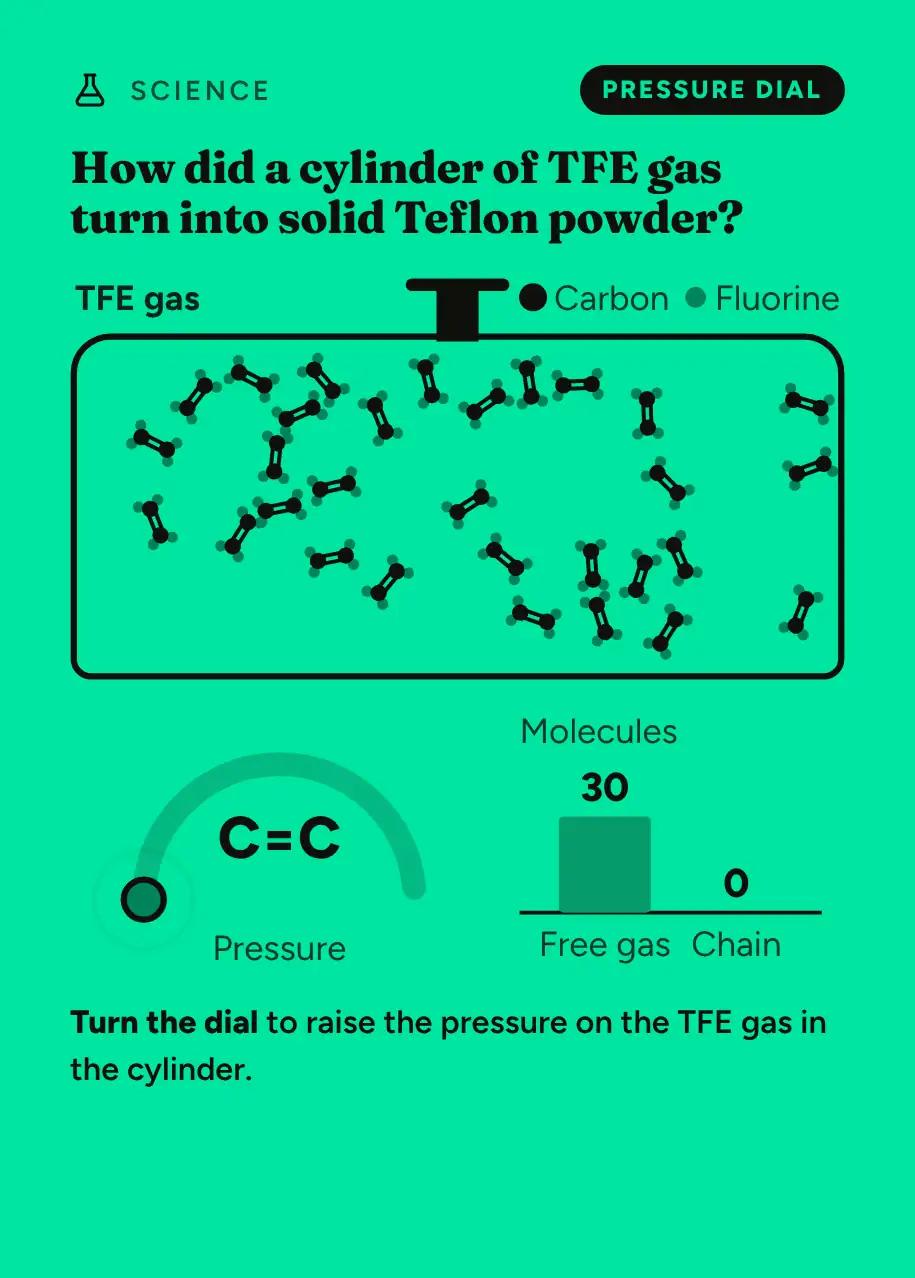 SCIENCE
PRESSURE DIAL
How did a cylinder of TFE gas
turn into solid Teflon powder?
TFE gas
Carbon
Fluorine
C=C
Pressure
Molecules
30
0
Free gas
Chain
Turn the dial to raise the pressure on the TFE gas in
the cylinder.